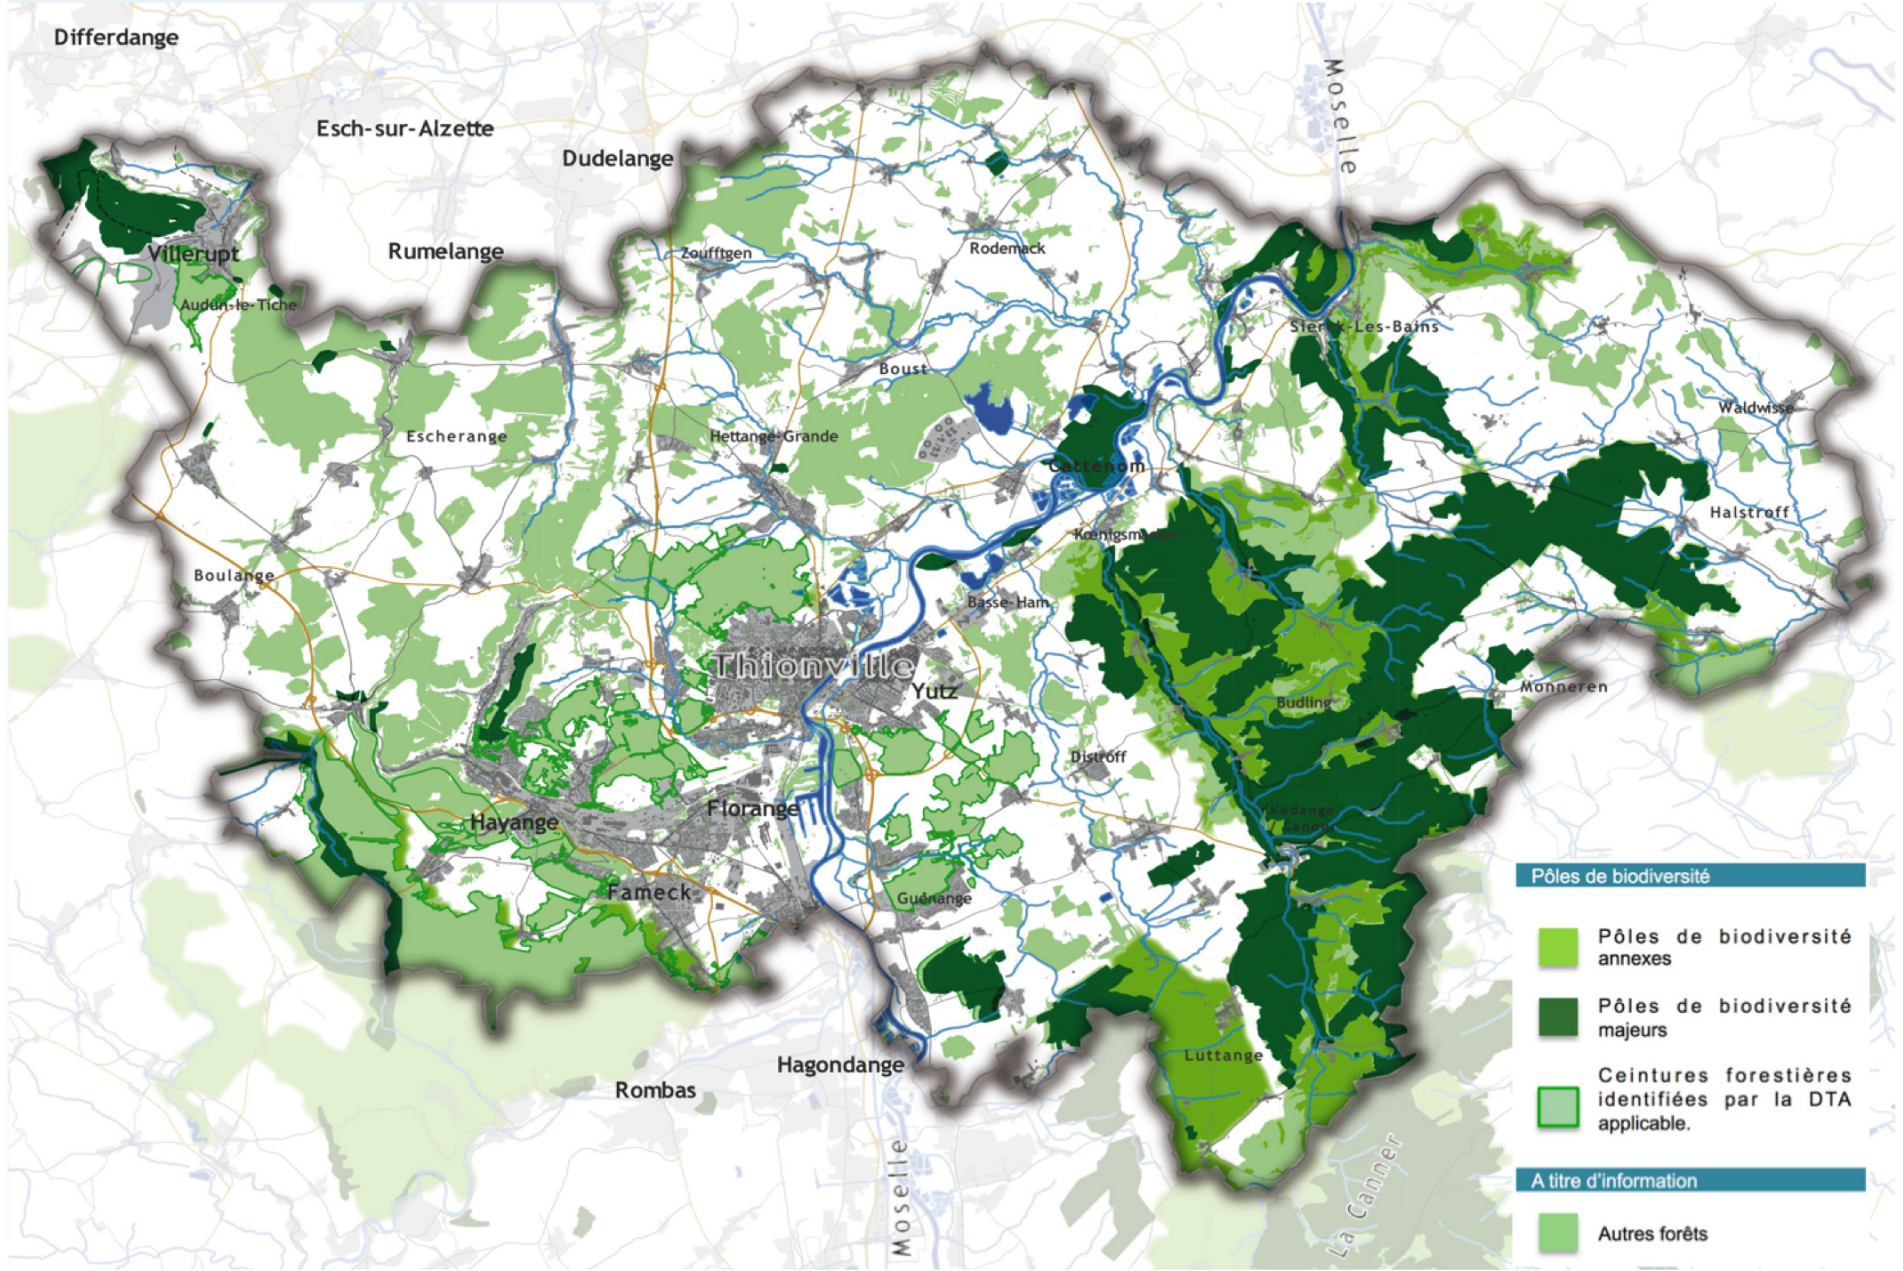 Differdange
Esch-sur-Alzette
Dudelange
Moselle
Villerupt
Rumelange
Zoufftgen
Rodemack
Audun-le-Tiche
Sierck-Les-Bains
Boust
Waldwisse
Escherange
Hettange-Grande
Cattenom
Halstroff
Kœnigsmacker
Boulange
Basse-Ham
Thionville
Yutz
Monneren
Budling
Distroff
Florange
Hayange
Kédange
Canner
Fameck
Guénange
Luttange
Hagondange
Rombas
Moselle
La Canner
Pôles de biodiversité
Pôles de biodiversité
annexes
Pôles de biodiversité
majeurs
Ceintures forestières
identifiées par la DTA
applicable.
A titre d'information
Autres forêts